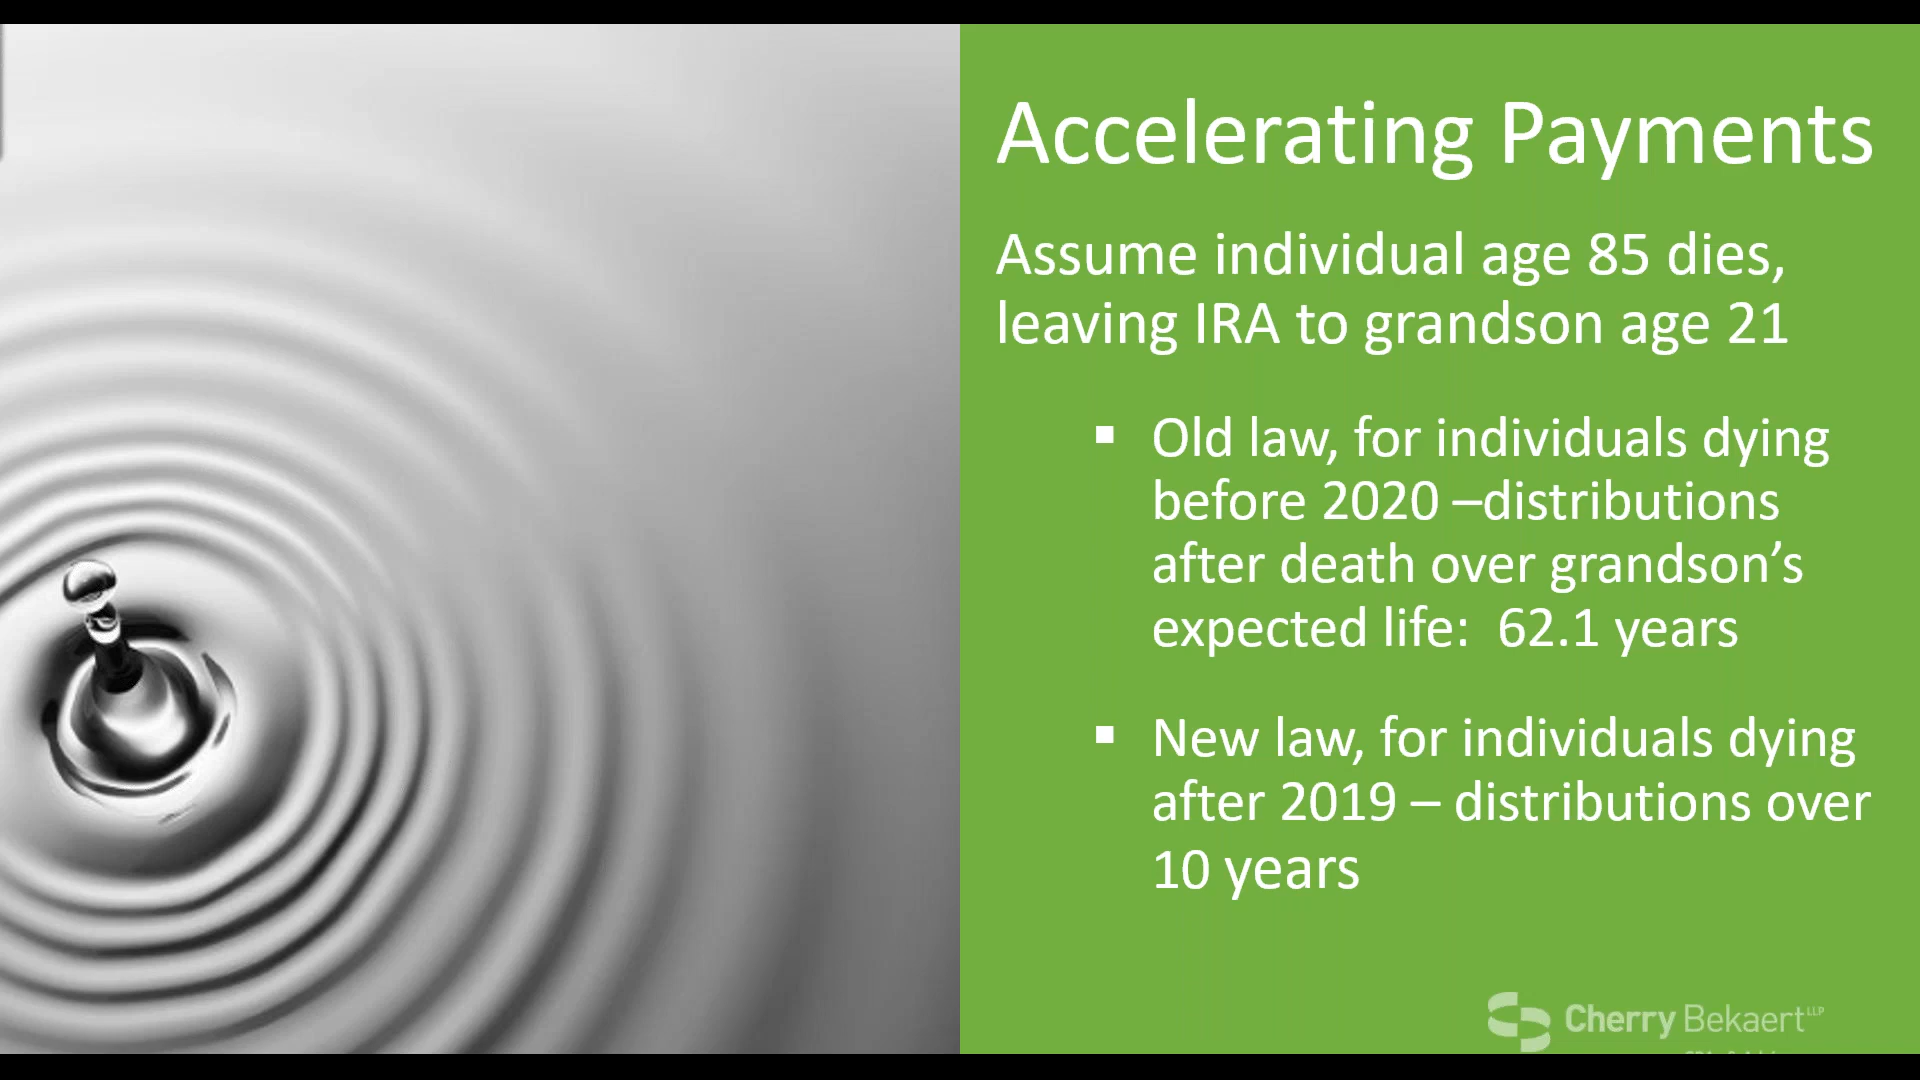 Accelerating Payments
Assume individual age 85 dies,
leaving IRA to grandson age 21
▪ Old law, for individuals dying
before 2020 –distributions
after death over grandson’s
expected life:  62.1 years
▪ New law, for individuals dying
after 2019 – distributions over
10 years
Cherry Bekaert LLP